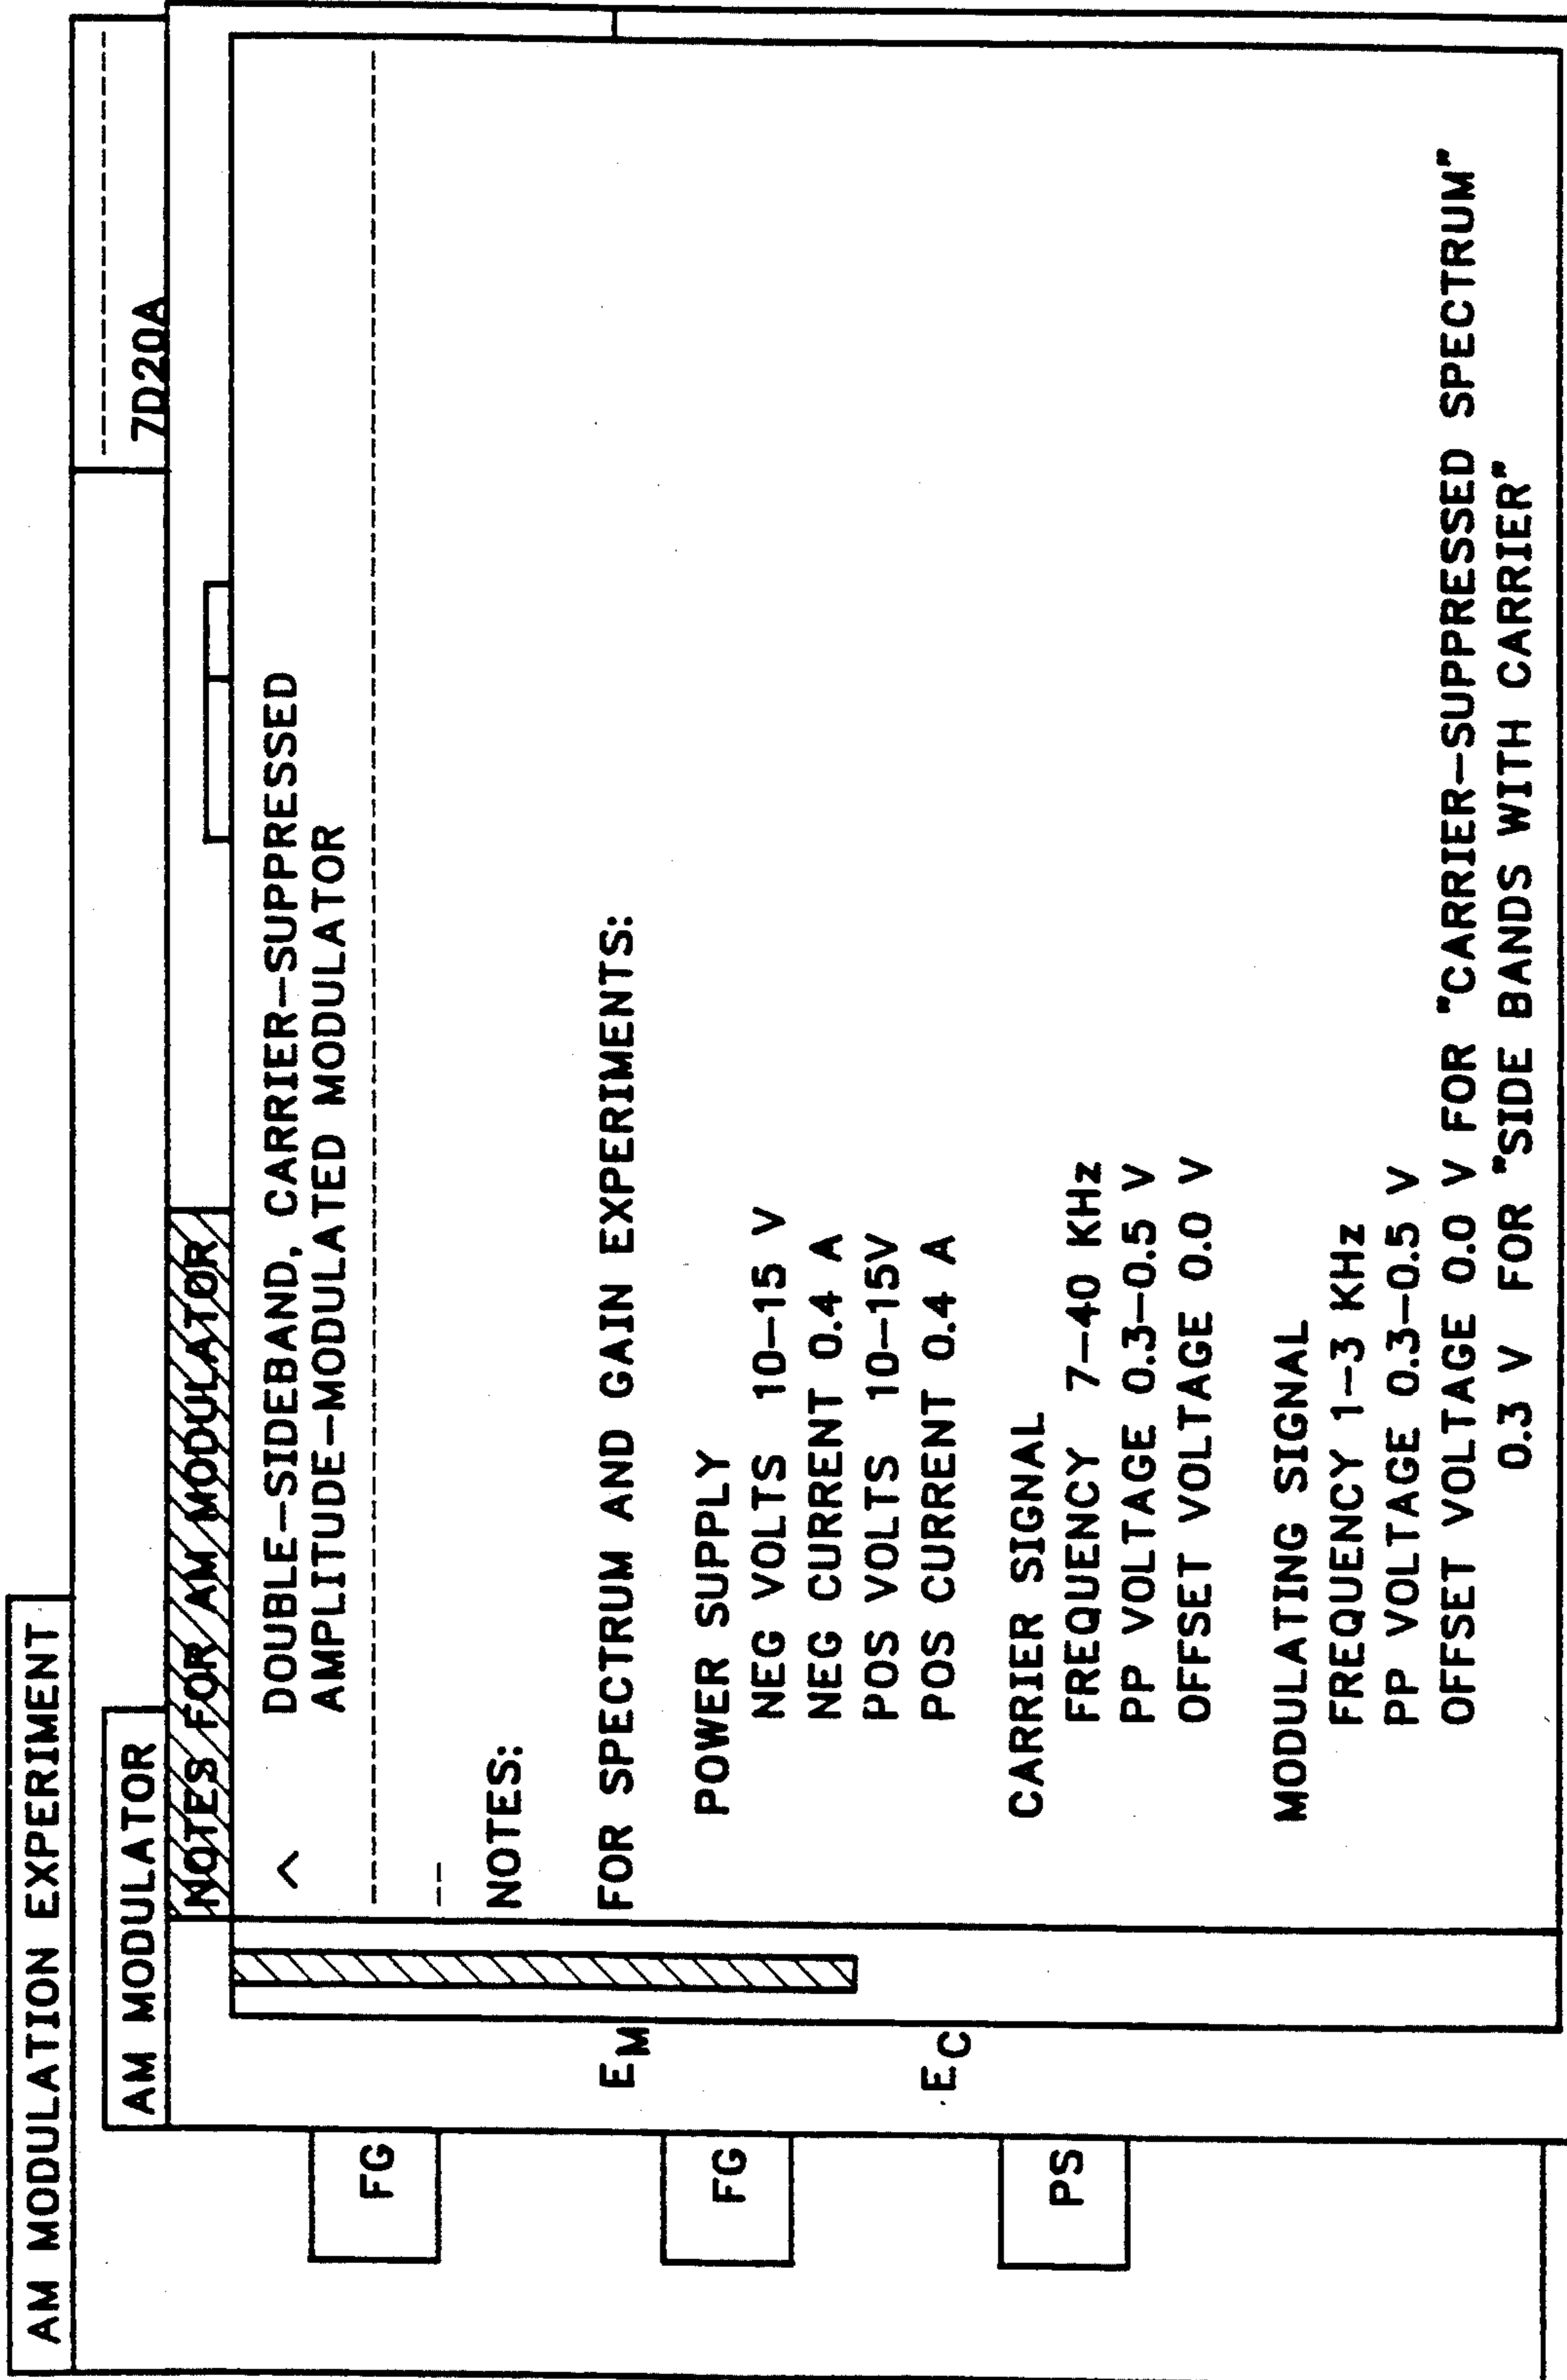 AM MODULATION EXPERIMENT
7D20A
AM MODULATOR
NOTES FOR AM MODULATOR
^ DOUBLE—SIDEBAND, CARRIER—SUPPRESSED
AMPLITUDE—MODULATED MODULATOR
NOTES:
FOR SPECTRUM AND GAIN EXPERIMENTS:
POWER SUPPLY
NEG VOLTS 10—15 V
NEG CURRENT 0.4 A
POS VOLTS 10—15V
POS CURRENT 0.4 A
CARRIER SIGNAL
FREQUENCY 7—40 KHz
PP VOLTAGE 0.3—0.5 V
OFFSET VOLTAGE 0.0 V
MODULATING SIGNAL
FREQUENCY 1—3 KHz
PP VOLTAGE 0.3—0.5 V
OFFSET VOLTAGE 0.0 V FOR "CARRIER—SUPPRESSED SPECTRUM"
0.3 V FOR "SIDE BANDS WITH CARRIER"
FG
EM
FG
EC
PS